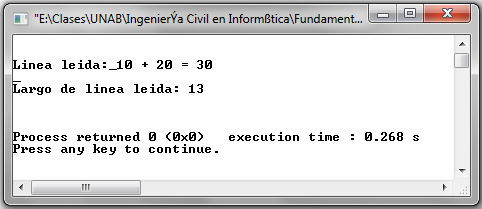 "E:\Clases\UNAB\IngenierÝa Civil en Informßtica\Fundament...
Linea leida:_10 + 20 = 30
_
Largo de linea leida: 13
Process returned 0 (0x0)   execution time : 0.268 s
Press any key to continue.